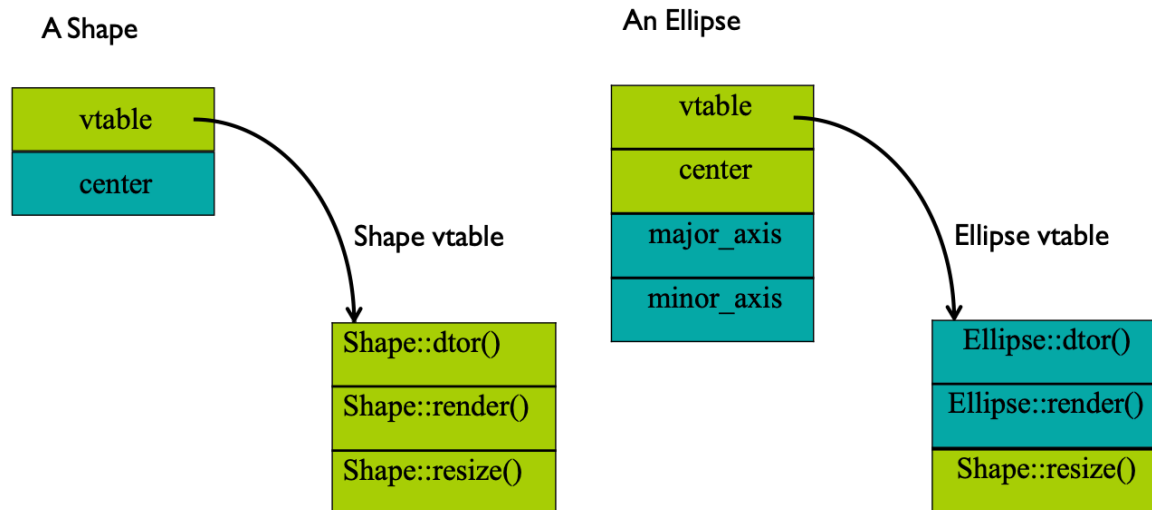 A Shape
vtable
center
Shape vtable
Shape::dtor()
Shape::render()
Shape::resize()
An Ellipse
vtable
center
major_axis
minor_axis
Ellipse vtable
Ellipse::dtor()
Ellipse::render()
Shape::resize()